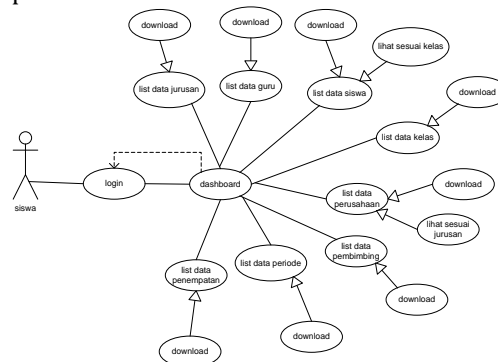 download
download
download
lihat sesuai kelas
list data jurusan
list data guru
list data siswa
download
list data kelas
siswa
login
dashboard
list data
perusahaan
download
lihat sesuai
jurusan
list data
pembimbing
list data
penempatan
list data periode
download
download
download